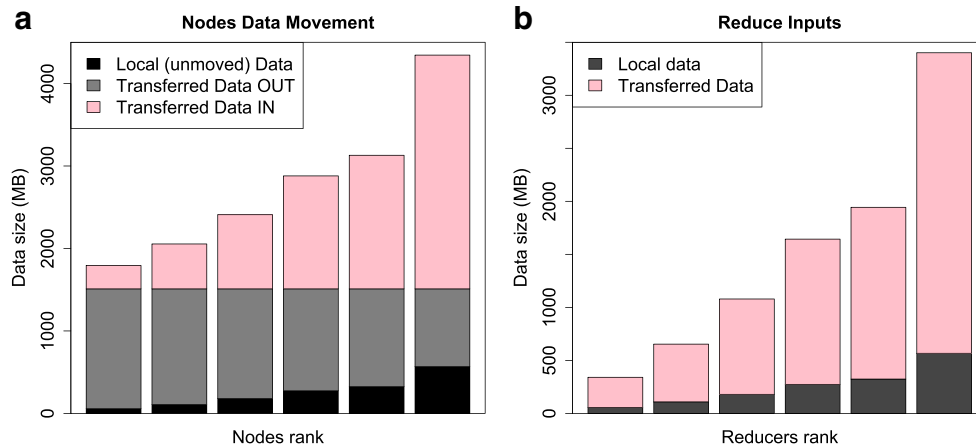 a
Nodes Data Movement
Local (unmoved) Data
Transferred Data OUT
Transferred Data IN
Data size (MB)
4000
3000
2000
1000
0
Nodes rank
b
Reduce Inputs
Local data
Transferred Data
Data size (MB)
3000
2000
1000
500
0
Reducers rank